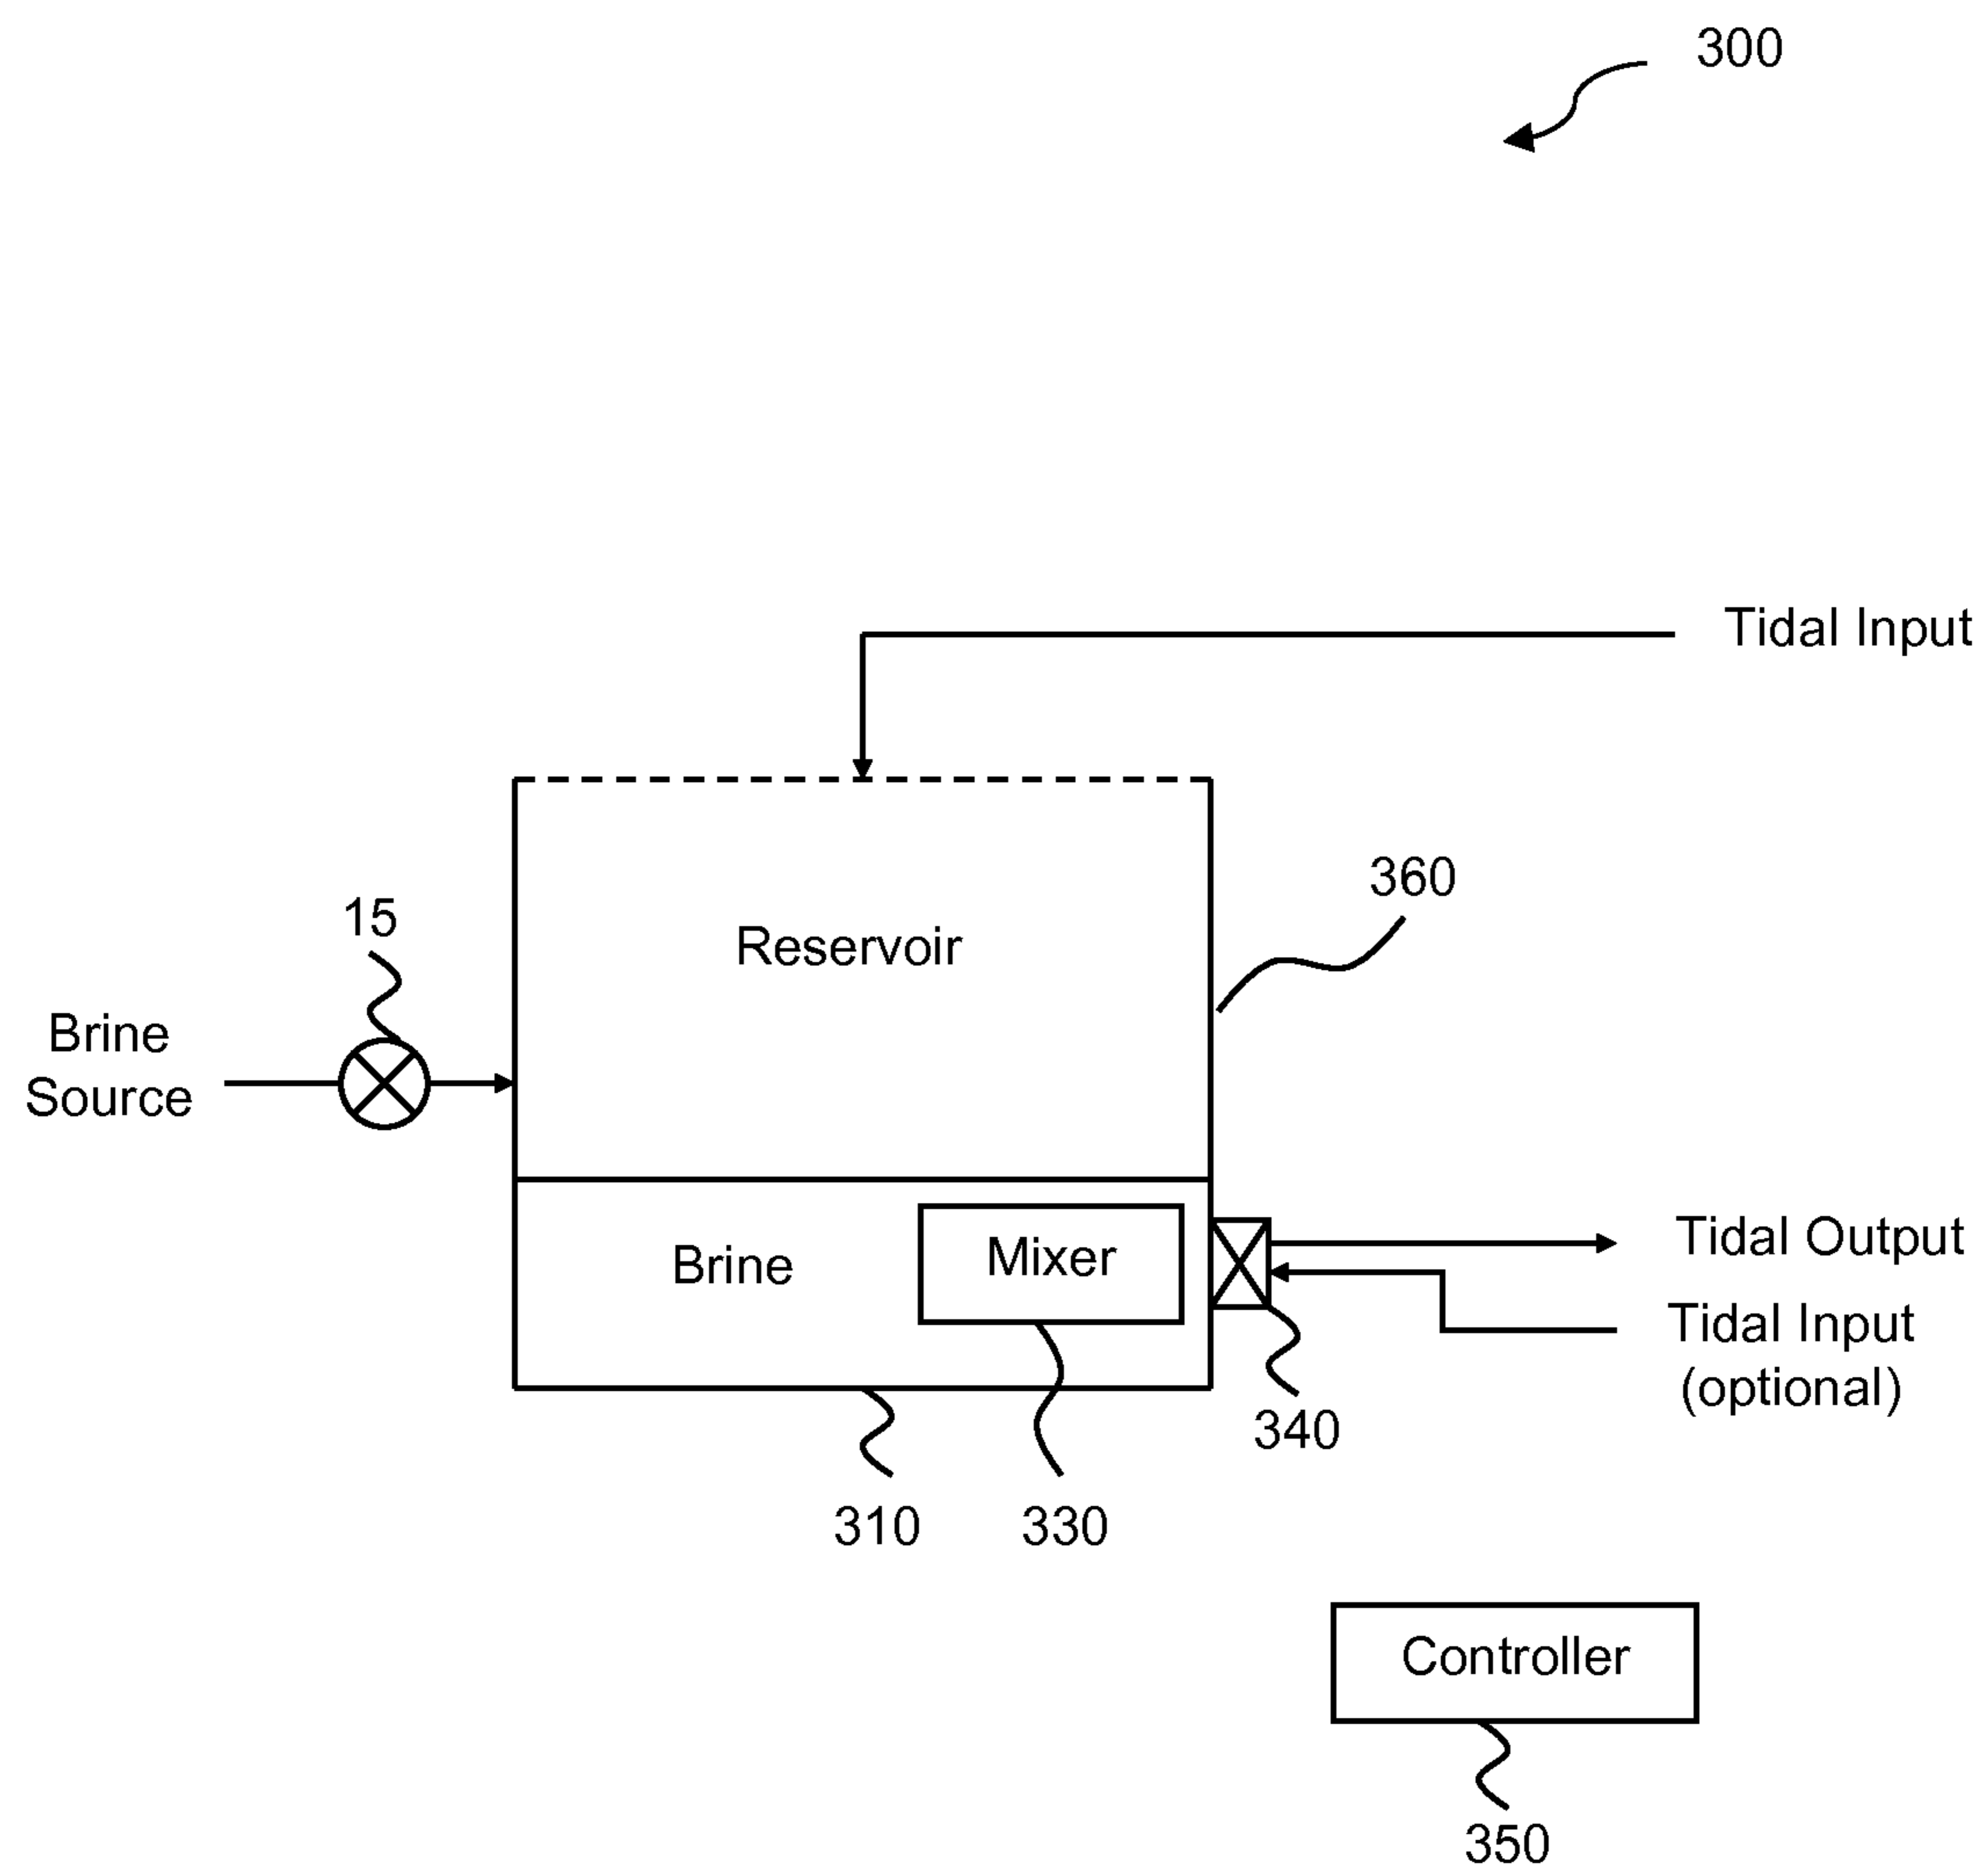 300
Tidal Input
360
15
Reservoir
Brine
Source
Tidal Output
Mixer
Brine
Tidal Input
(optional)
340
310
330
Controller
350